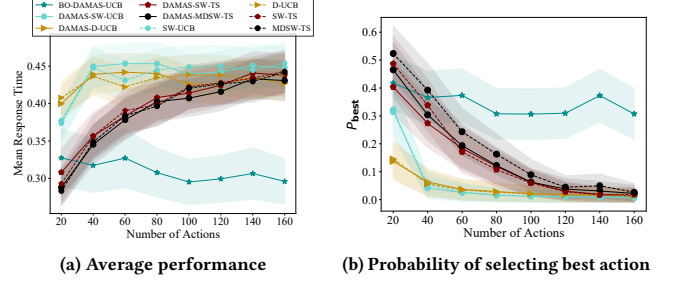 BO-DAMAS-UCB DAMAS-SW-TS D-UCB
DAMAS-SW-UCB DAMAS-MDSW-TS SW-TS
DAMAS-D-UCB SW-UCB MDSW-TS
Mean Response Time
0.45
0.40
0.35
0.30
20 40 60 80 100 120 140 160
Number of Actions
(a) Average performance
P_best
0.6
0.5
0.4
0.3
0.2
0.1
0.0
20 40 60 80 100 120 140 160
Number of Actions
(b) Probability of selecting best action